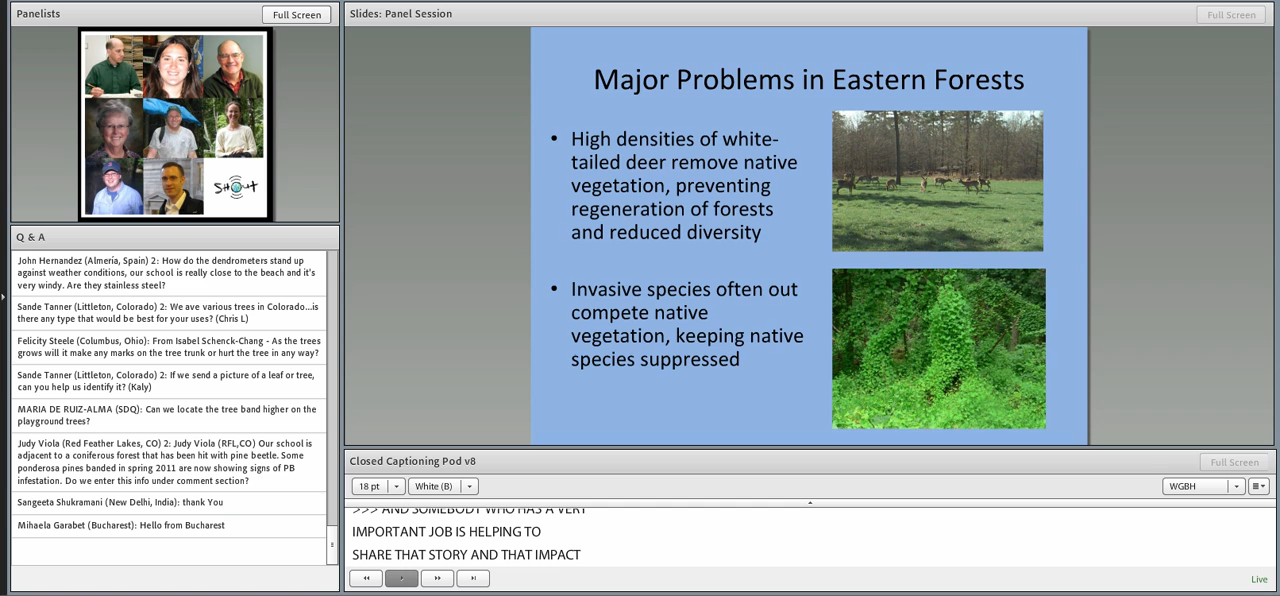 Panelists
Full Screen
SHOUT
Q & A
John Hernandez (Almería, Spain) 2: How do the dendrometers stand up
against weather conditions, our school is really close to the beach and it's
very windy. Are they stainless steel?
Sande Tanner (Littleton, Colorado) 2: We ave various trees in Colorado...is
there any type that would be best for your uses? (Chris L)
Felicity Steele (Columbus, Ohio): From Isabel Schenck-Chang - As the trees
grows will it make any marks on the tree trunk or hurt the tree in any way?
Sande Tanner (Littleton, Colorado) 2: If we send a picture of a leaf or tree,
can you help us identify it? (Kaly)
MARIA DE RUIZ-ALMA (SDQ): Can we locate the tree band higher on the
playground trees?
Judy Viola (Red Feather Lakes, CO) 2: Judy Viola (RFL,CO) Our school is
adjacent to a coniferous forest that has been hit with pine beetle. Some
ponderosa pines banded in spring 2011 are now showing signs of PB
infestation. Do we enter this info under comment section?
Sangeeta Shukramani (New Delhi, India): thank You
Mihaela Garabet (Bucharest): Hello from Bucharest
Slides: Panel Session
Full Screen
Major Problems in Eastern Forests
• High densities of white-
tailed deer remove native
vegetation, preventing
regeneration of forests
and reduced diversity
• Invasive species often out
compete native
vegetation, keeping native
species suppressed
Closed Captioning Pod v8
Full Screen
18 pt
White (B)
WGBH
>>> AND SOMEBODY WHO HAS A VERY
IMPORTANT JOB IS HELPING TO
SHARE THAT STORY AND THAT IMPACT
Live